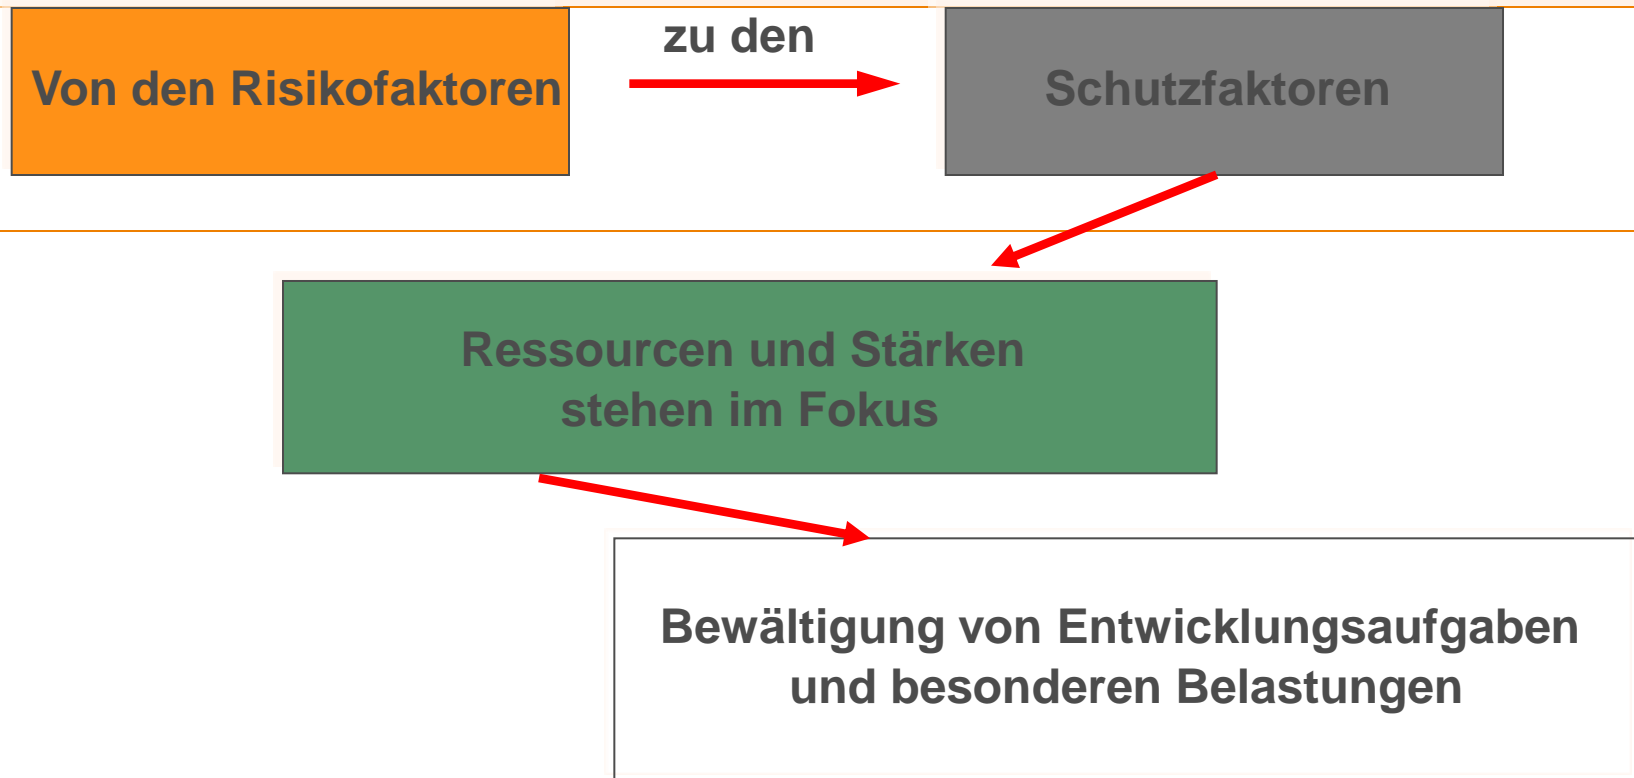 Von den Risikofaktoren
zu den
Schutzfaktoren
Ressourcen und Stärken
stehen im Fokus
Bewältigung von Entwicklungsaufgaben
und besonderen Belastungen